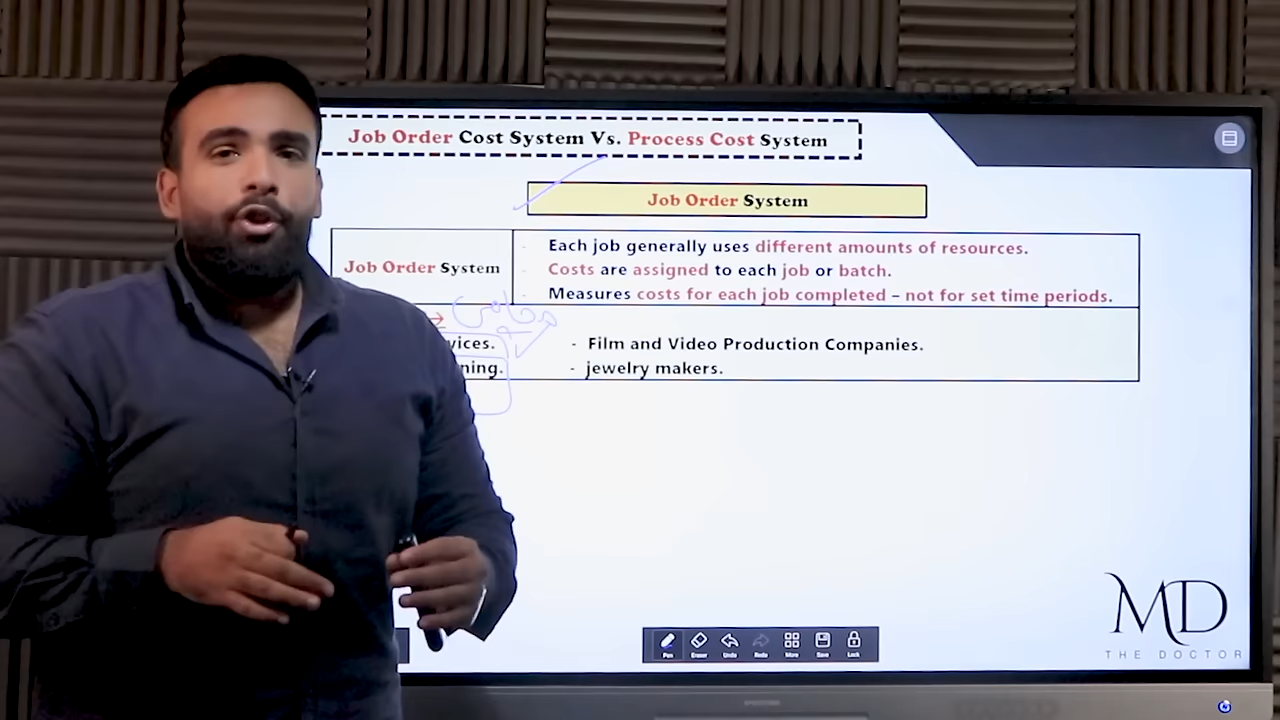 Job Order Cost System Vs. Process Cost System
Job Order System
Job Order System
- Each job generally uses different amounts of resources.
- Costs are assigned to each job or batch.
- Measures costs for each job completed – not for set time periods.
vices.
- Film and Video Production Companies.
ning.
- jewelry makers.
Pen Eraser Undo Redo More Save Lock
MD
THE DOCTOR